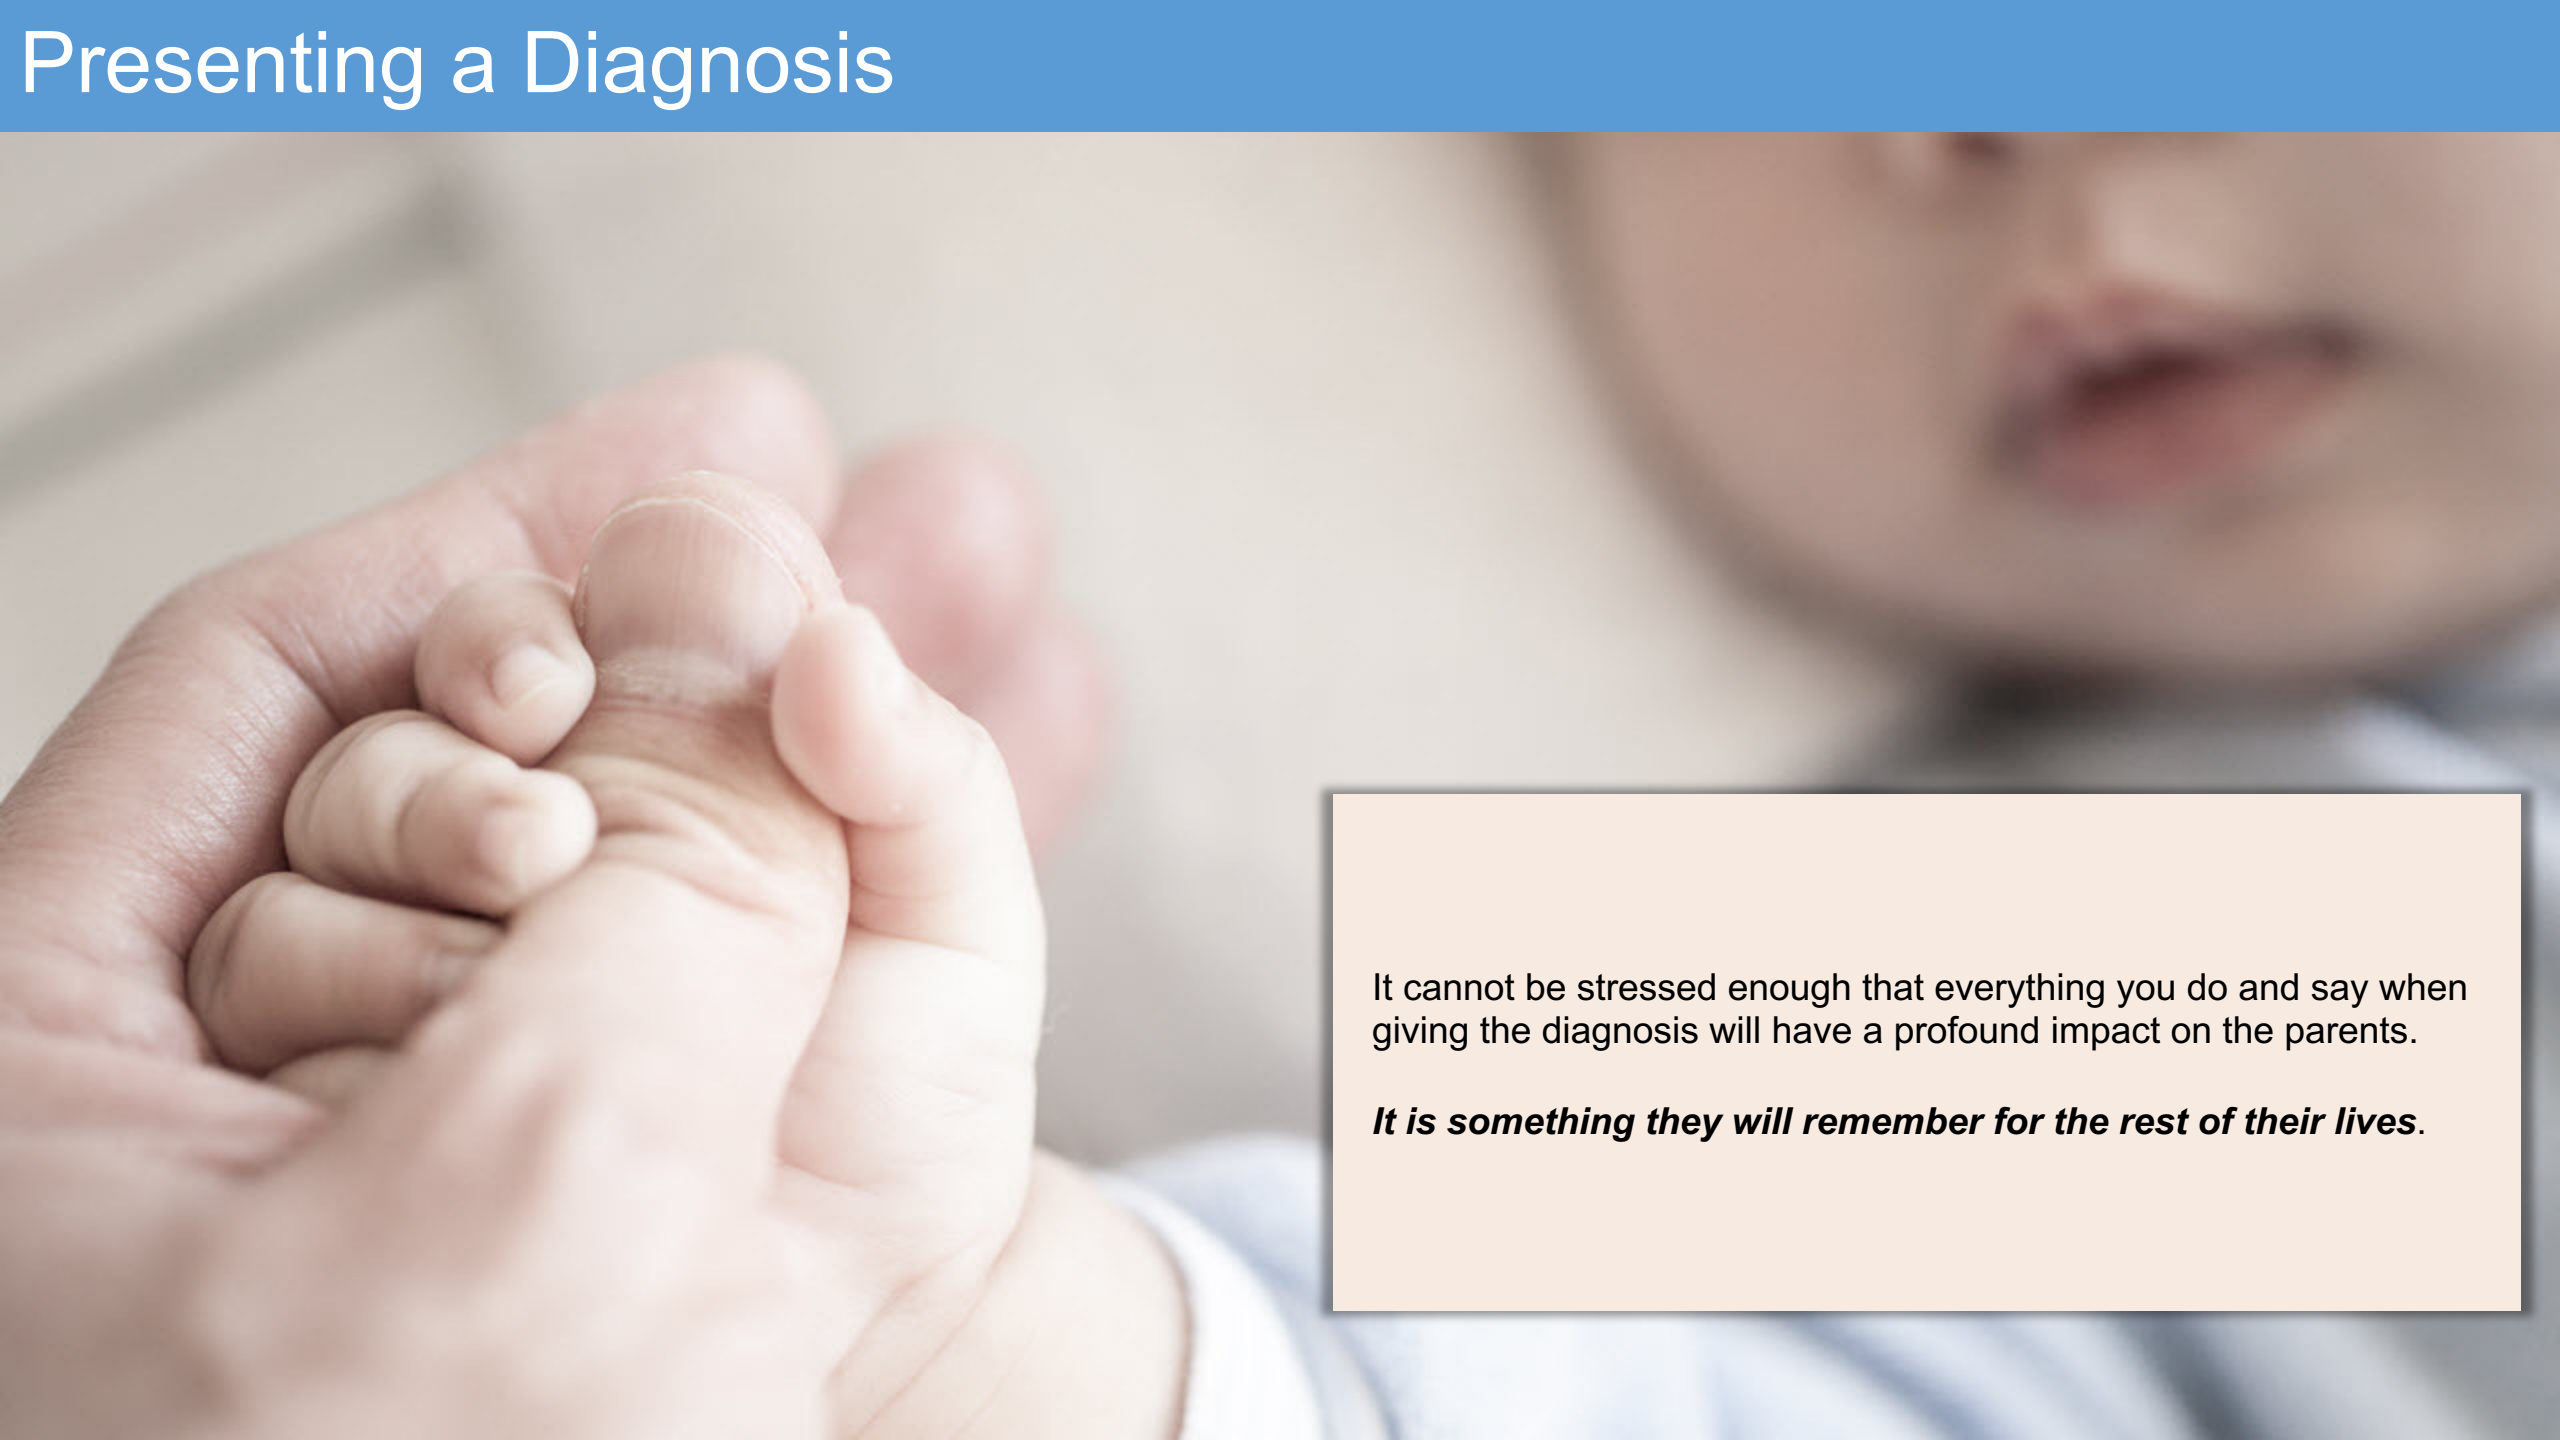 Presenting a Diagnosis
It cannot be stressed enough that everything you do and say when
giving the diagnosis will have a profound impact on the parents.
It is something they will remember for the rest of their lives.